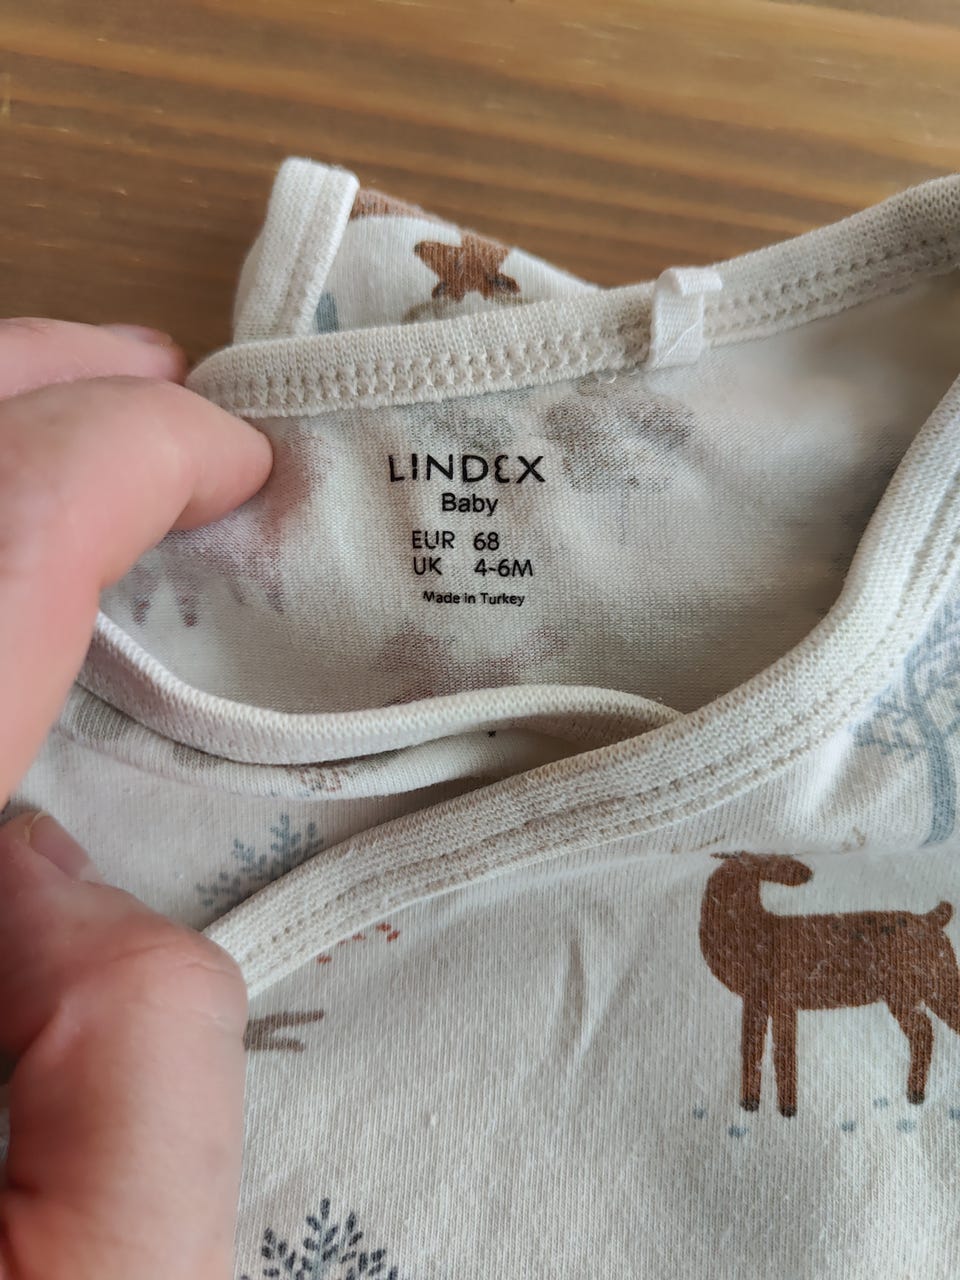 LINDEX
Baby
EUR 68
UK 4-6M
Made in Turkey